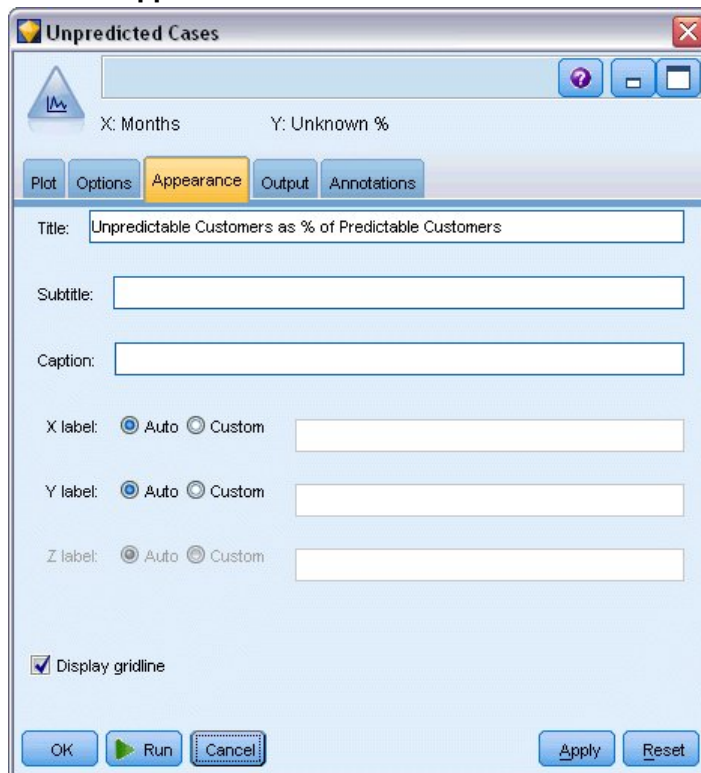 Unpredicted Cases
X: Months Y: Unknown %
Plot Options Appearance Output Annotations
Title: Unpredictable Customers as % of Predictable Customers
Subtitle:
Caption:
X label: Auto Custom
Y label: Auto Custom
Z label: Auto Custom
Display gridline
OK Run Cancel Apply Reset